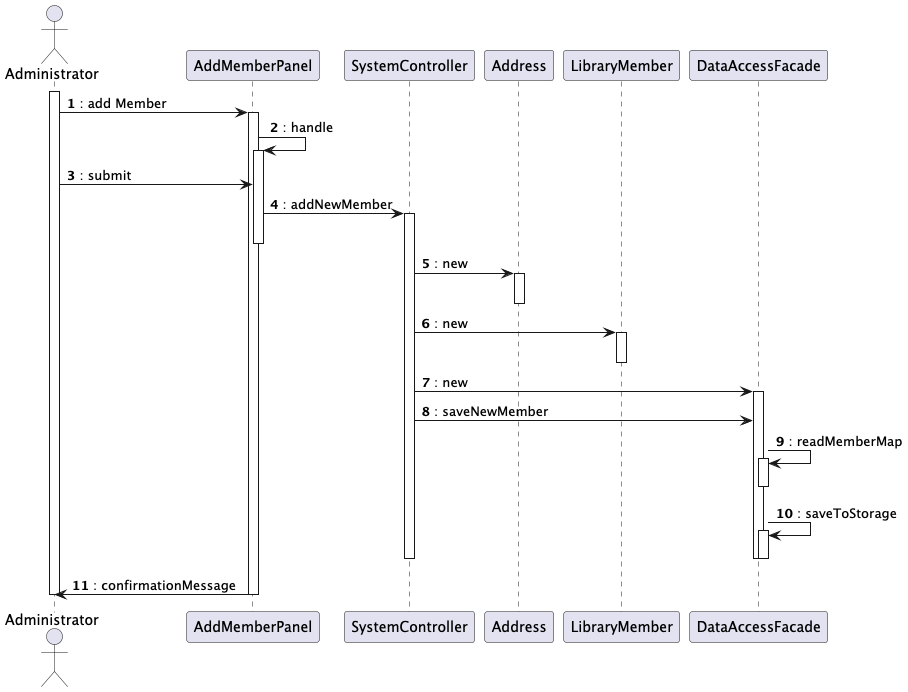 Administrator
AddMemberPanel
SystemController
Address
LibraryMember
DataAccessFacade
1 : add Member
2 : handle
3 : submit
4 : addNewMember
5 : new
6 : new
7 : new
8 : saveNewMember
9 : readMemberMap
10 : saveToStorage
11 : confirmationMessage
Administrator
AddMemberPanel
SystemController
Address
LibraryMember
DataAccessFacade